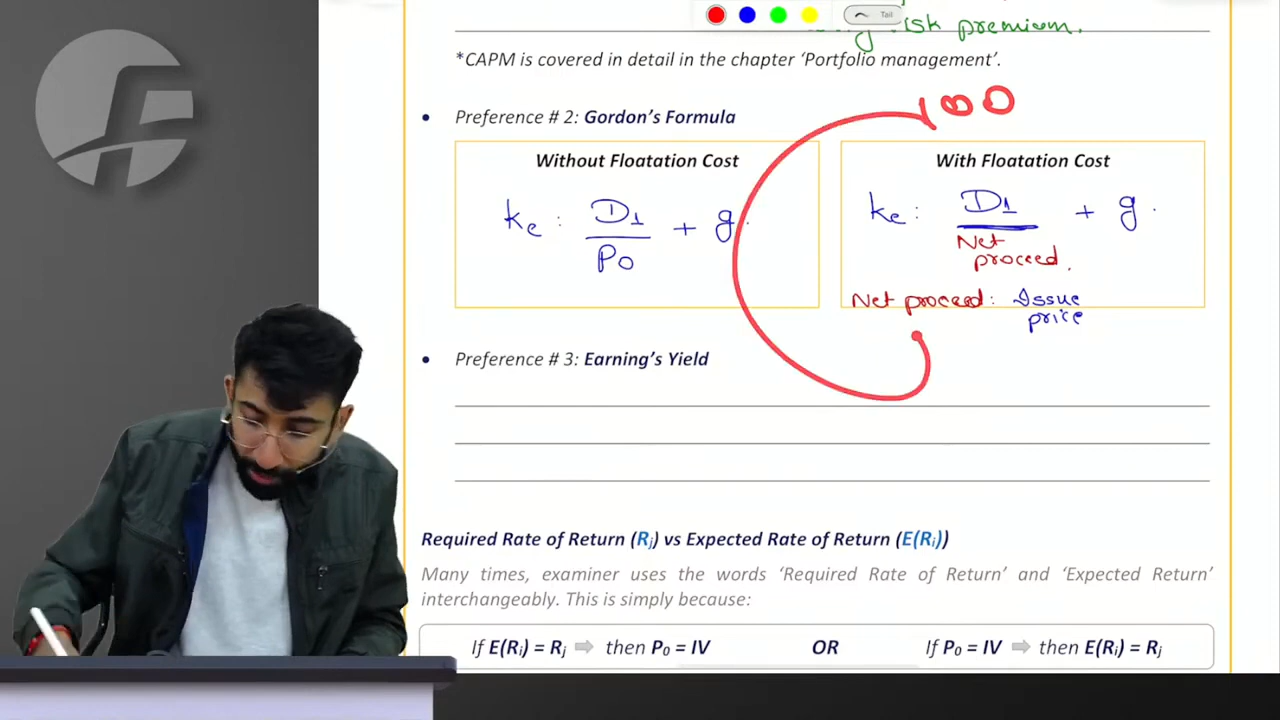 Tail
risk premium.
*CAPM is covered in detail in the chapter ‘Portfolio management’.
100
• Preference # 2: Gordon’s Formula
Without Floatation Cost
ke : D1 / P0 + g.
With Floatation Cost
ke : D1 / Net proceed. + g.
Net proceed : Issue price
• Preference # 3: Earning’s Yield
Required Rate of Return (Rj) vs Expected Rate of Return (E(Ri))
Many times, examiner uses the words ‘Required Rate of Return’ and ‘Expected Return’
interchangeably. This is simply because:
If E(Ri) = Rj ⇒ then P0 = IV OR If P0 = IV ⇒ then E(Ri) = Rj